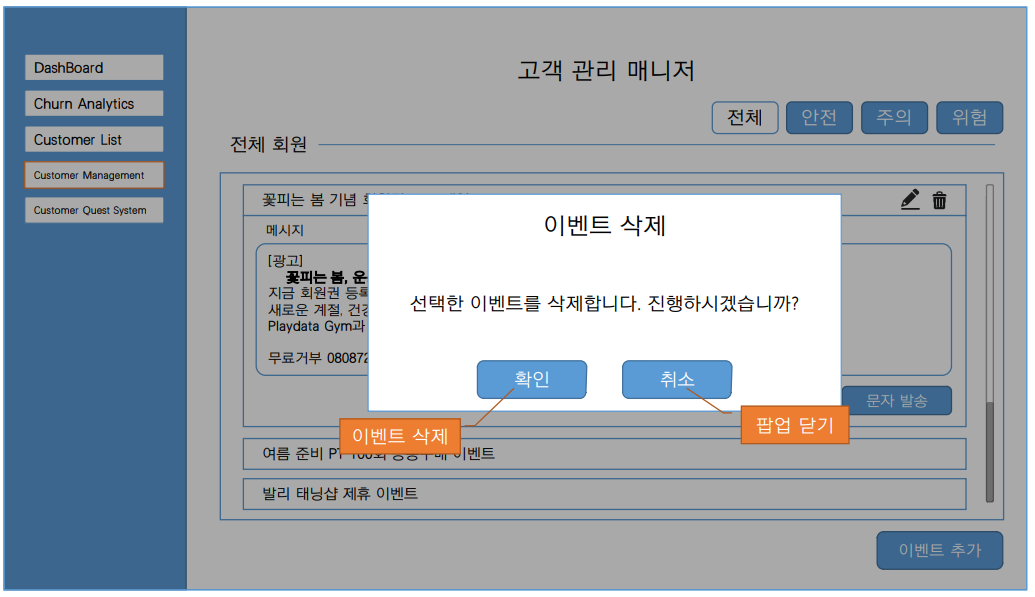 DashBoard
Churn Analytics
Customer List
Customer Management
Customer Quest System
고객 관리 매니저
전체 안전 주의 위험
전체 회원
꽃피는 봄 기념
메시지
[광고]
꽃피는 봄, 운
지금 회원권 등록
새로운 계절, 건강
Playdata Gym과
무료거부 080872
문자 발송
이벤트 삭제
선택한 이벤트를 삭제합니다. 진행하시겠습니까?
확인 취소
이벤트 삭제
팝업 닫기
여름 준비 PT 100회 이벤트
발리 태닝샵 제휴 이벤트
이벤트 추가